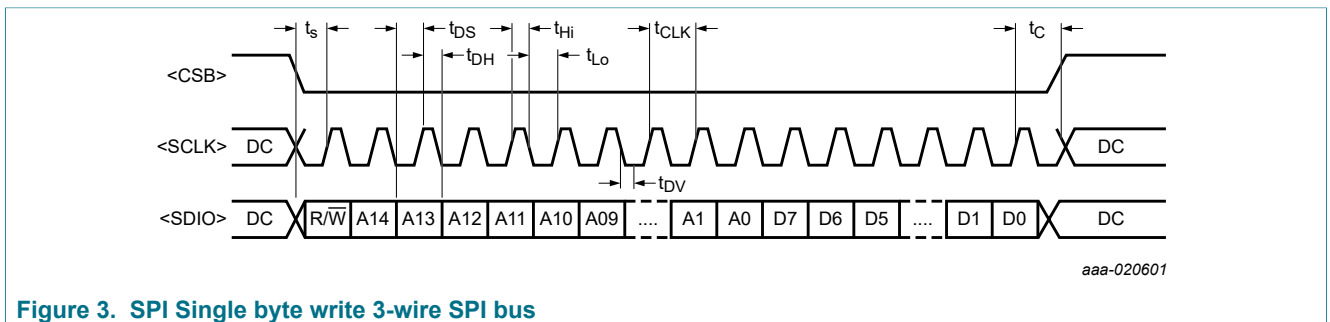 ts tDS tHi tCLK tC
tDH tLo
<CSB>
<SCLK> DC DC
tDV
<SDIO> DC R/W̅ A14 A13 A12 A11 A10 A09 .... A1 A0 D7 D6 D5 .... D1 D0 DC
aaa-020601
Figure 3. SPI Single byte write 3-wire SPI bus